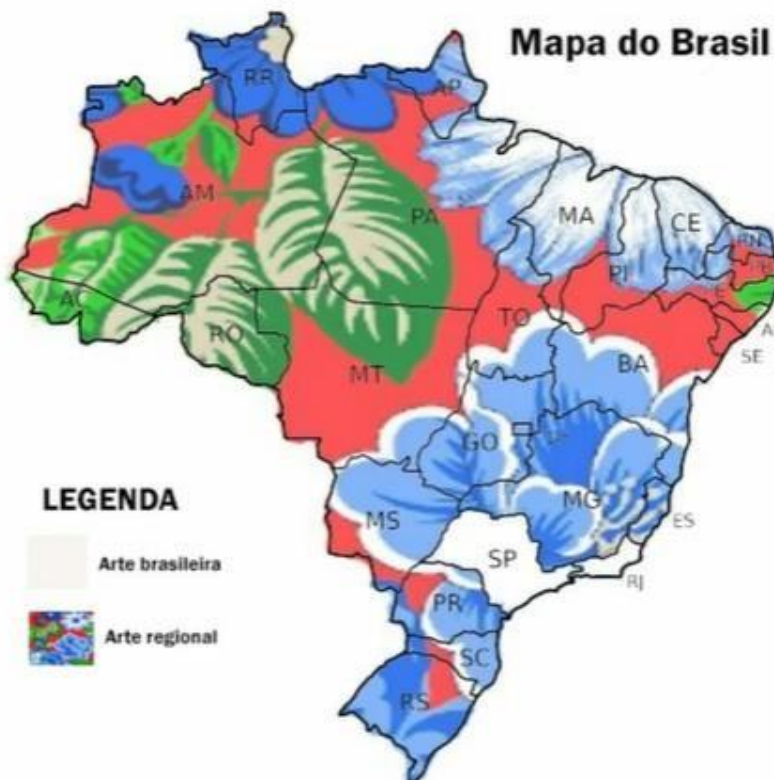 Mapa do Brasil
RR
AP
AM
PA
MA
CE
RN
PI
AC
TO
RO
SE
MT
BA
GO
MG
MS
ES
SP
RJ
PR
SC
RS
LEGENDA
Arte brasileira
Arte regional